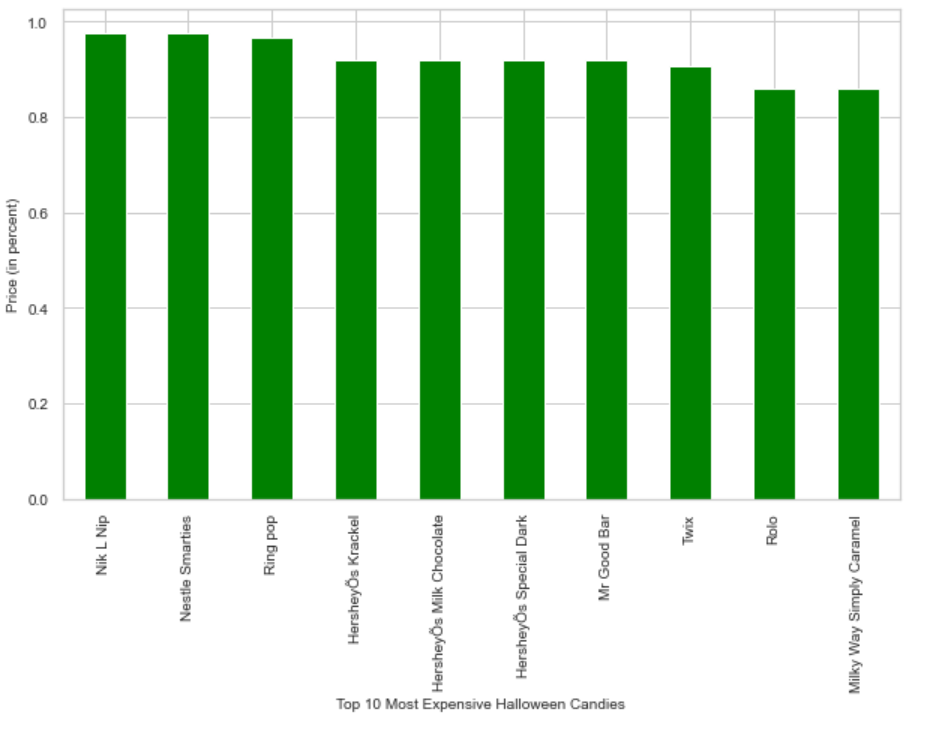 1.0
0.8
0.6
0.4
0.2
0.0
Price (in percent)
Nik L Nip
Nestle Smarties
Ring pop
HersheyÕs Krackel
HersheyÕs Milk Chocolate
HersheyÕs Special Dark
Mr Good Bar
Twix
Rolo
Milky Way Simply Caramel
Top 10 Most Expensive Halloween Candies